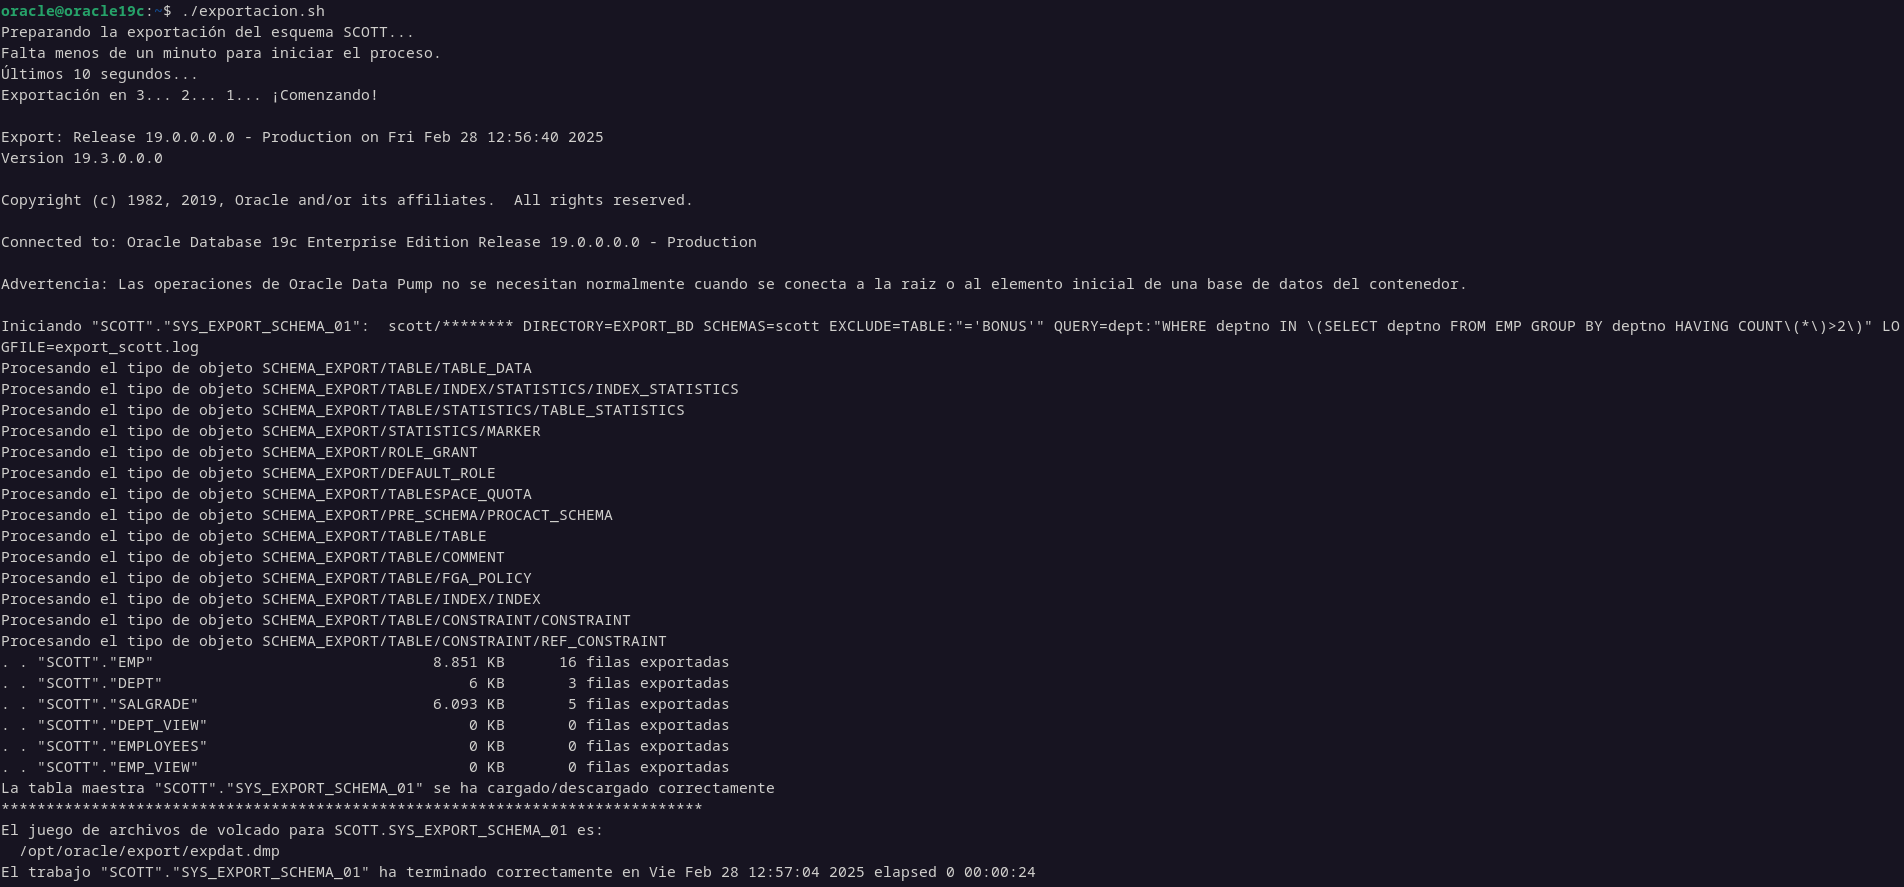 oracle@oracle19c:~$ ./exportacion.sh
Preparando la exportación del esquema SCOTT...
Falta menos de un minuto para iniciar el proceso.
Últimos 10 segundos...
Exportación en 3... 2... 1... ¡Comenzando!

Export: Release 19.0.0.0.0 - Production on Fri Feb 28 12:56:40 2025
Version 19.3.0.0.0

Copyright (c) 1982, 2019, Oracle and/or its affiliates.  All rights reserved.

Connected to: Oracle Database 19c Enterprise Edition Release 19.0.0.0.0 - Production

Advertencia: Las operaciones de Oracle Data Pump no se necesitan normalmente cuando se conecta a la raiz o al elemento inicial de una base de datos del contenedor.

Iniciando "SCOTT"."SYS_EXPORT_SCHEMA_01":  scott/******** DIRECTORY=EXPORT_BD SCHEMAS=scott EXCLUDE=TABLE:"='BONUS'" QUERY=dept:"WHERE deptno IN \(SELECT deptno FROM EMP GROUP BY deptno HAVING COUNT\(*\)>2\)" LO
GFILE=export_scott.log
Procesando el tipo de objeto SCHEMA_EXPORT/TABLE/TABLE_DATA
Procesando el tipo de objeto SCHEMA_EXPORT/TABLE/INDEX/STATISTICS/INDEX_STATISTICS
Procesando el tipo de objeto SCHEMA_EXPORT/TABLE/STATISTICS/TABLE_STATISTICS
Procesando el tipo de objeto SCHEMA_EXPORT/STATISTICS/MARKER
Procesando el tipo de objeto SCHEMA_EXPORT/ROLE_GRANT
Procesando el tipo de objeto SCHEMA_EXPORT/DEFAULT_ROLE
Procesando el tipo de objeto SCHEMA_EXPORT/TABLESPACE_QUOTA
Procesando el tipo de objeto SCHEMA_EXPORT/PRE_SCHEMA/PROCACT_SCHEMA
Procesando el tipo de objeto SCHEMA_EXPORT/TABLE/TABLE
Procesando el tipo de objeto SCHEMA_EXPORT/TABLE/COMMENT
Procesando el tipo de objeto SCHEMA_EXPORT/TABLE/FGA_POLICY
Procesando el tipo de objeto SCHEMA_EXPORT/TABLE/INDEX/INDEX
Procesando el tipo de objeto SCHEMA_EXPORT/TABLE/CONSTRAINT/CONSTRAINT
Procesando el tipo de objeto SCHEMA_EXPORT/TABLE/CONSTRAINT/REF_CONSTRAINT
. . "SCOTT"."EMP"                               8.851 KB      16 filas exportadas
. . "SCOTT"."DEPT"                                  6 KB       3 filas exportadas
. . "SCOTT"."SALGRADE"                          6.093 KB       5 filas exportadas
. . "SCOTT"."DEPT_VIEW"                             0 KB       0 filas exportadas
. . "SCOTT"."EMPLOYEES"                             0 KB       0 filas exportadas
. . "SCOTT"."EMP_VIEW"                              0 KB       0 filas exportadas
La tabla maestra "SCOTT"."SYS_EXPORT_SCHEMA_01" se ha cargado/descargado correctamente
******************************************************************************
El juego de archivos de volcado para SCOTT.SYS_EXPORT_SCHEMA_01 es:
  /opt/oracle/export/expdat.dmp
El trabajo "SCOTT"."SYS_EXPORT_SCHEMA_01" ha terminado correctamente en Vie Feb 28 12:57:04 2025 elapsed 0 00:00:24